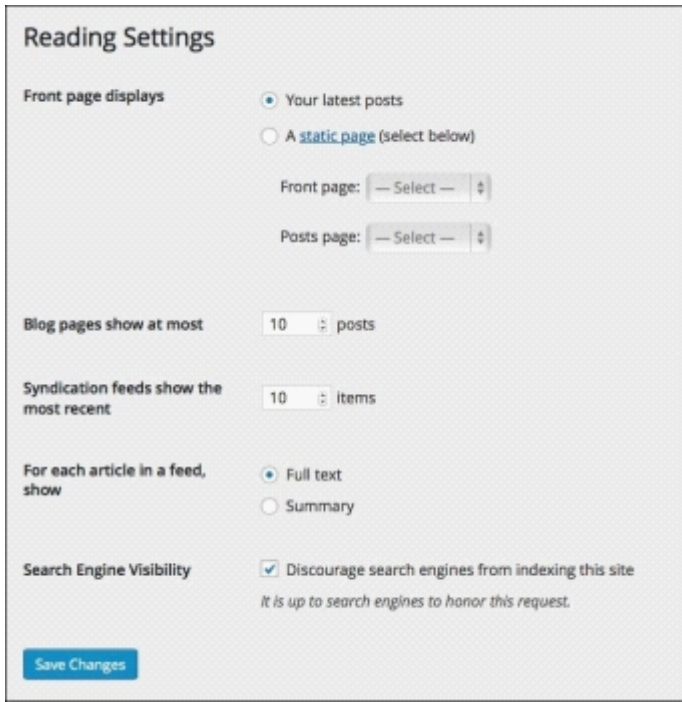 Reading Settings
Front page displays
Your latest posts
A static page (select below)
Front page: — Select —
Posts page: — Select —
Blog pages show at most
10 posts
Syndication feeds show the
most recent
10 items
For each article in a feed,
show
Full text
Summary
Search Engine Visibility
Discourage search engines from indexing this site
It is up to search engines to honor this request.
Save Changes